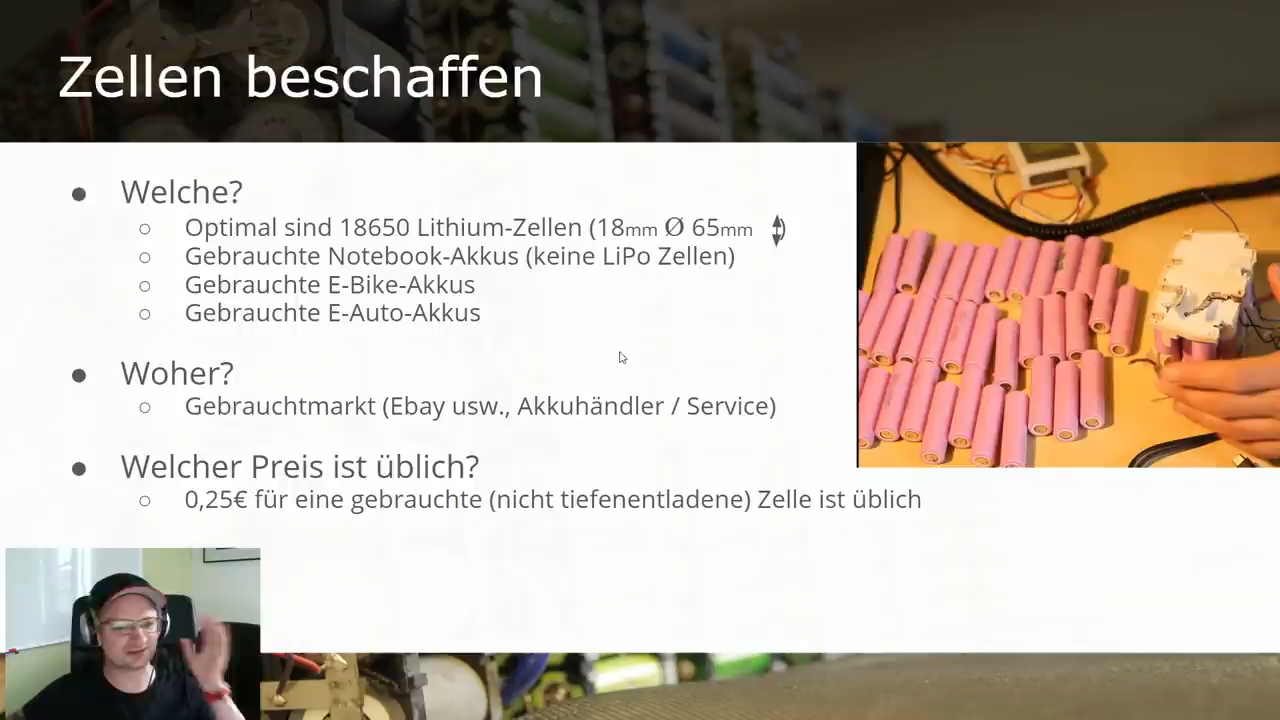 Zellen beschaffen
● Welche?
○ Optimal sind 18650 Lithium-Zellen (18mm Ø 65mm ↕)
○ Gebrauchte Notebook-Akkus (keine LiPo Zellen)
○ Gebrauchte E-Bike-Akkus
○ Gebrauchte E-Auto-Akkus
● Woher?
○ Gebrauchtmarkt (Ebay usw., Akkuhändler / Service)
● Welcher Preis ist üblich?
○ 0,25€ für eine gebrauchte (nicht tiefenentladene) Zelle ist üblich